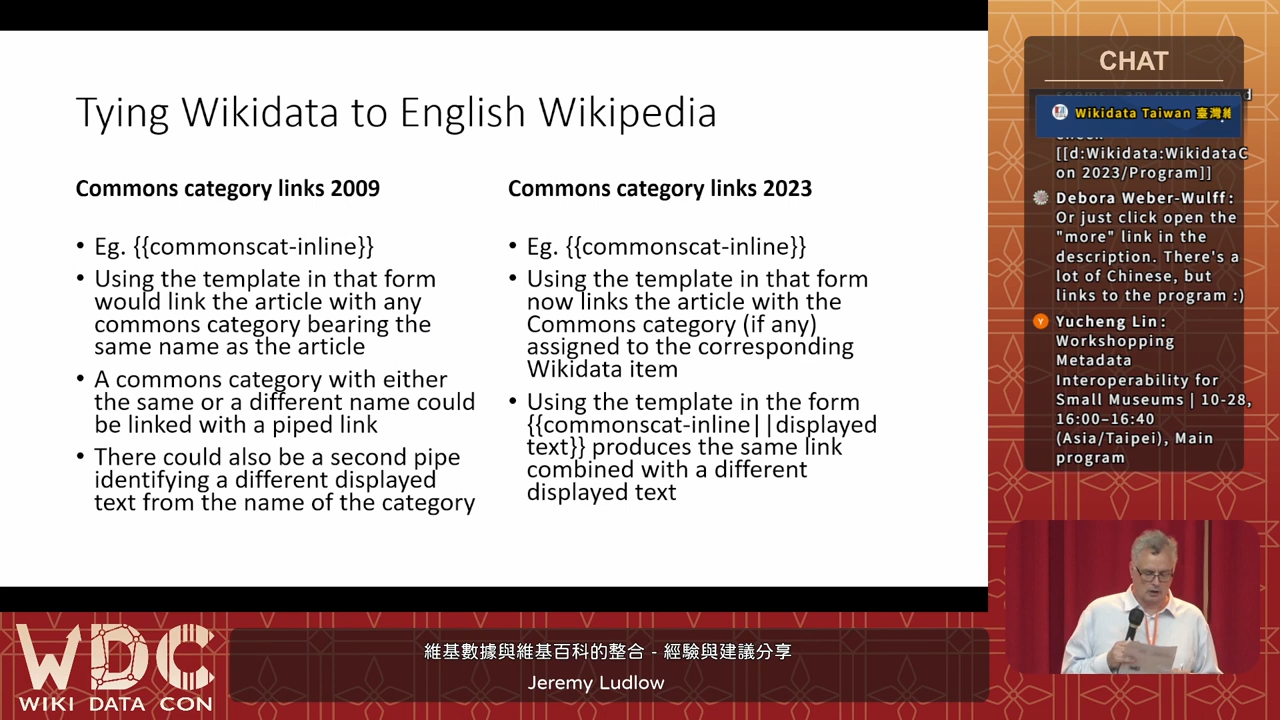 Tying Wikidata to English Wikipedia
Commons category links 2009
• Eg. {{commonscat-inline}}
• Using the template in that form
would link the article with any
commons category bearing the
same name as the article
• A commons category with either
the same or a different name could
be linked with a piped link
• There could also be a second pipe
identifying a different displayed
text from the name of the category
Commons category links 2023
• Eg. {{commonscat-inline}}
• Using the template in that form
now links the article with the
Commons category (if any)
assigned to the corresponding
Wikidata item
• Using the template in the form
{{commonscat-inline||displayed
text}} produces the same link
combined with a different
displayed text
CHAT
Wikidata Taiwan 臺灣維
[[d:Wikidata:WikidataC
on 2023/Program]]
Debora Weber-Wulff:
Or just click open the
"more" link in the
description. There's a
lot of Chinese, but
links to the program :)
Y
Yucheng Lin:
Workshopping
Metadata
Interoperability for
Small Museums | 10-28,
16:00–16:40
(Asia/Taipei), Main
program
WDC
WIKI DATA CON
維基數據與維基百科的整合 - 經驗與建議分享
Jeremy Ludlow